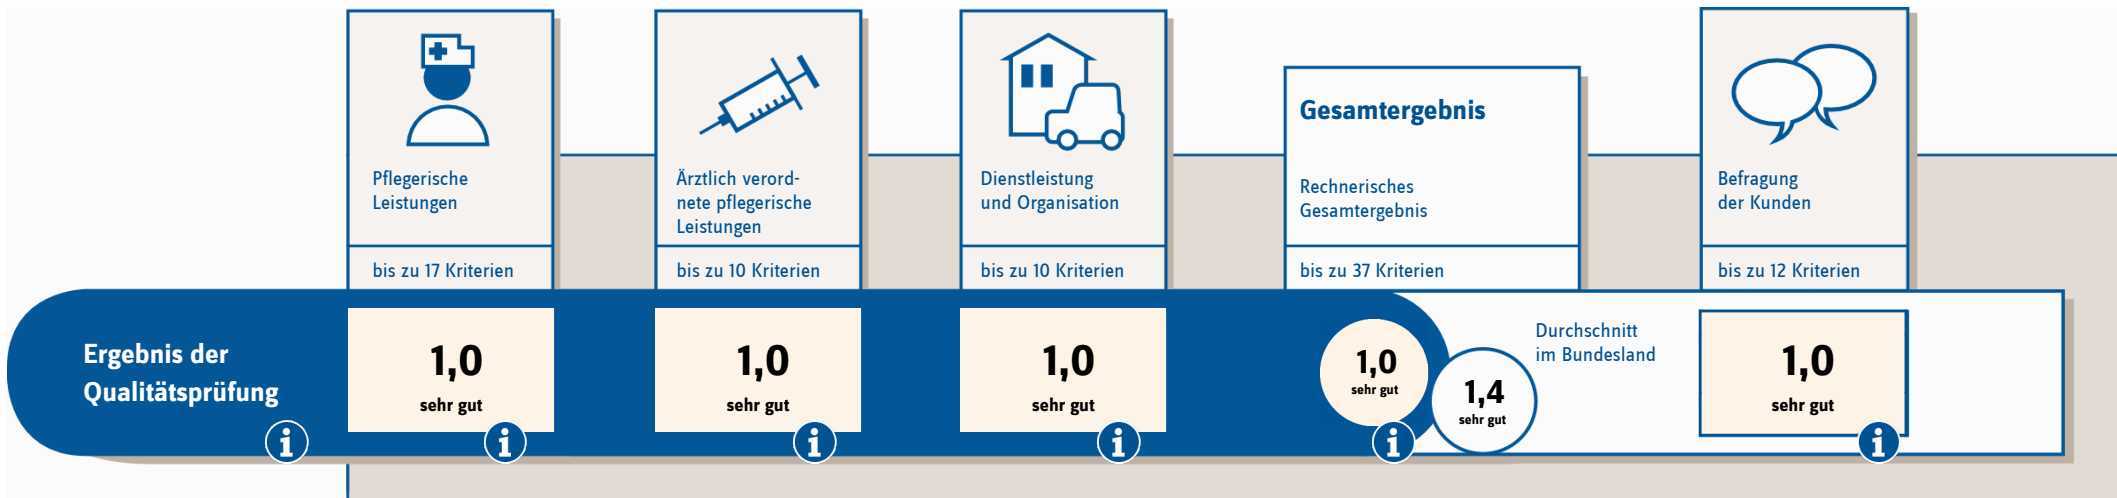 Pflegerische
Leistungen
bis zu 17 Kriterien
Ärztlich verord-
nete pflegerische
Leistungen
bis zu 10 Kriterien
Dienstleistung
und Organisation
bis zu 10 Kriterien
Gesamtergebnis
Rechnerisches
Gesamtergebnis
bis zu 37 Kriterien
Befragung
der Kunden
bis zu 12 Kriterien
Ergebnis der
Qualitätsprüfung
i
1,0
sehr gut
i
1,0
sehr gut
i
1,0
sehr gut
i
1,0
sehr gut
i
1,4
sehr gut
Durchschnitt
im Bundesland
1,0
sehr gut
i